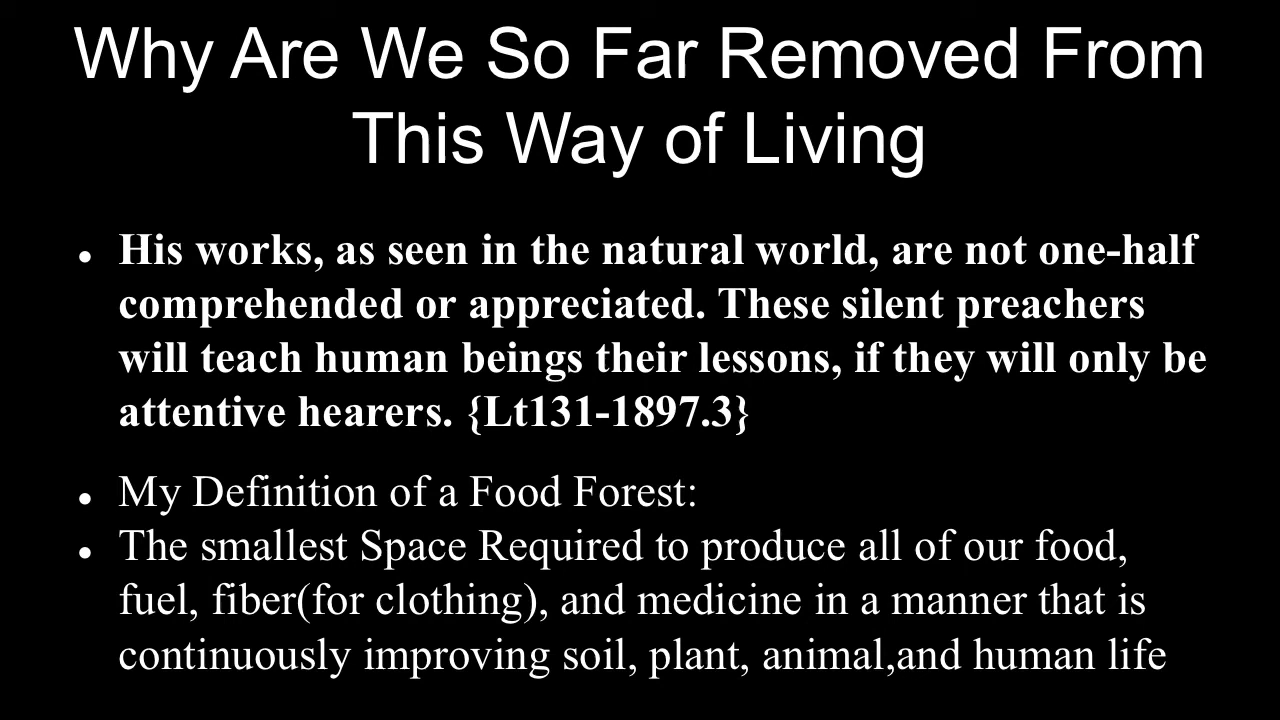 Why Are We So Far Removed From
This Way of Living
● His works, as seen in the natural world, are not one-half
comprehended or appreciated. These silent preachers
will teach human beings their lessons, if they will only be
attentive hearers. {Lt131-1897.3}
● My Definition of a Food Forest:
● The smallest Space Required to produce all of our food,
fuel, fiber(for clothing), and medicine in a manner that is
continuously improving soil, plant, animal,and human life